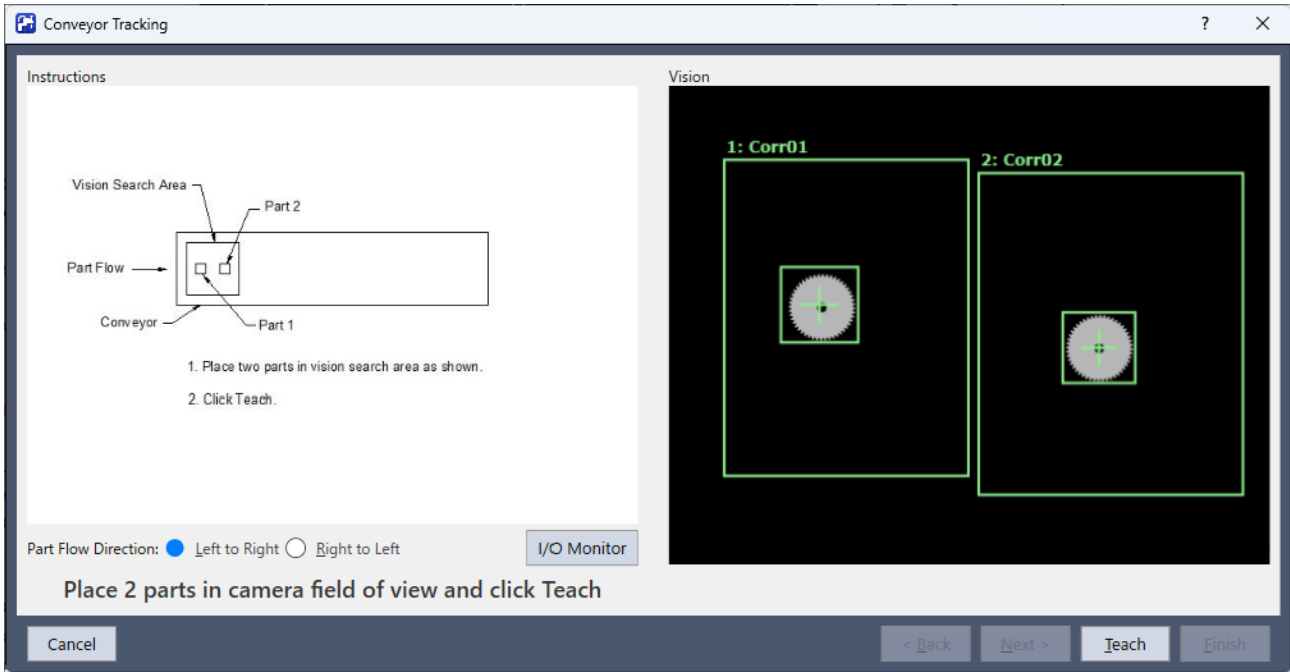 Conveyor Tracking
?
Instructions
Vision Search Area
Part 2
Part Flow
Conveyor
Part 1
1. Place two parts in vision search area as shown.
2. Click Teach.
Part Flow Direction: Left to Right Right to Left
I/O Monitor
Place 2 parts in camera field of view and click Teach
Vision
1: Corr01
2: Corr02
Cancel
< Back
Next >
Teach
Finish